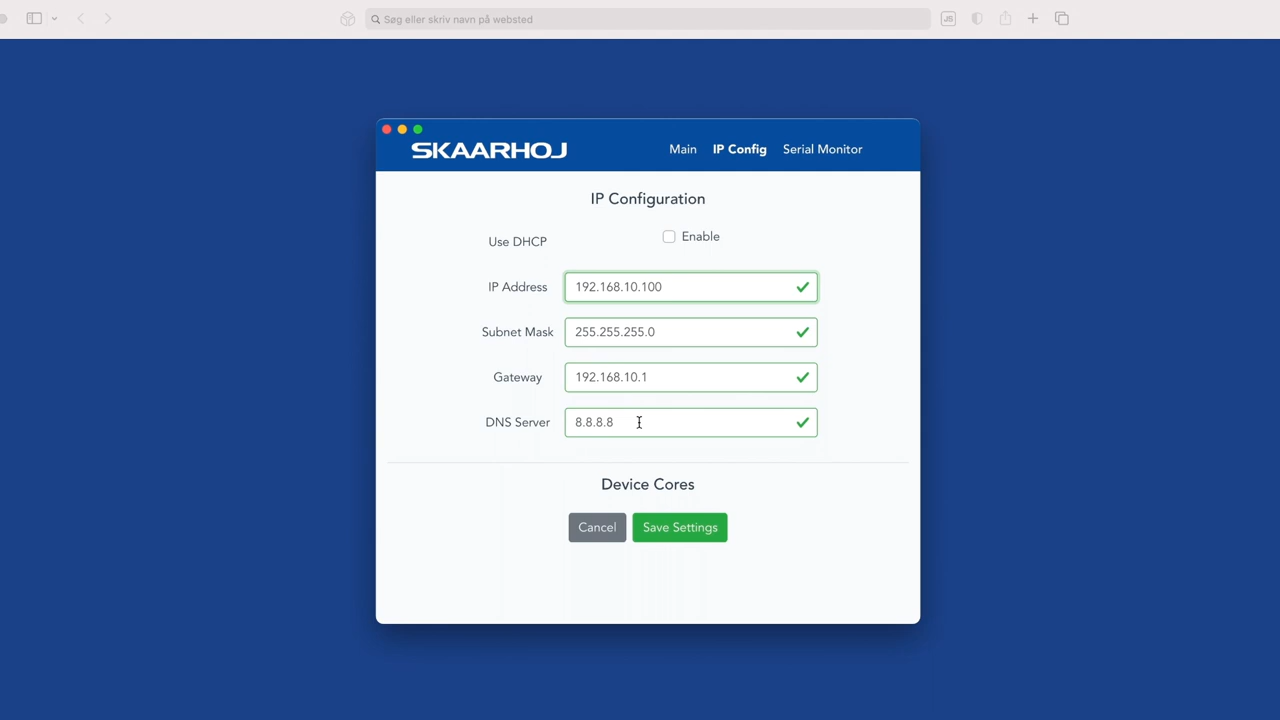 Søg eller skriv navn på websted
SKAARHOJ
Main
IP Config
Serial Monitor
IP Configuration
Use DHCP
Enable
IP Address
192.168.10.100
Subnet Mask
255.255.255.0
Gateway
192.168.10.1
DNS Server
8.8.8.8
Device Cores
Cancel
Save Settings